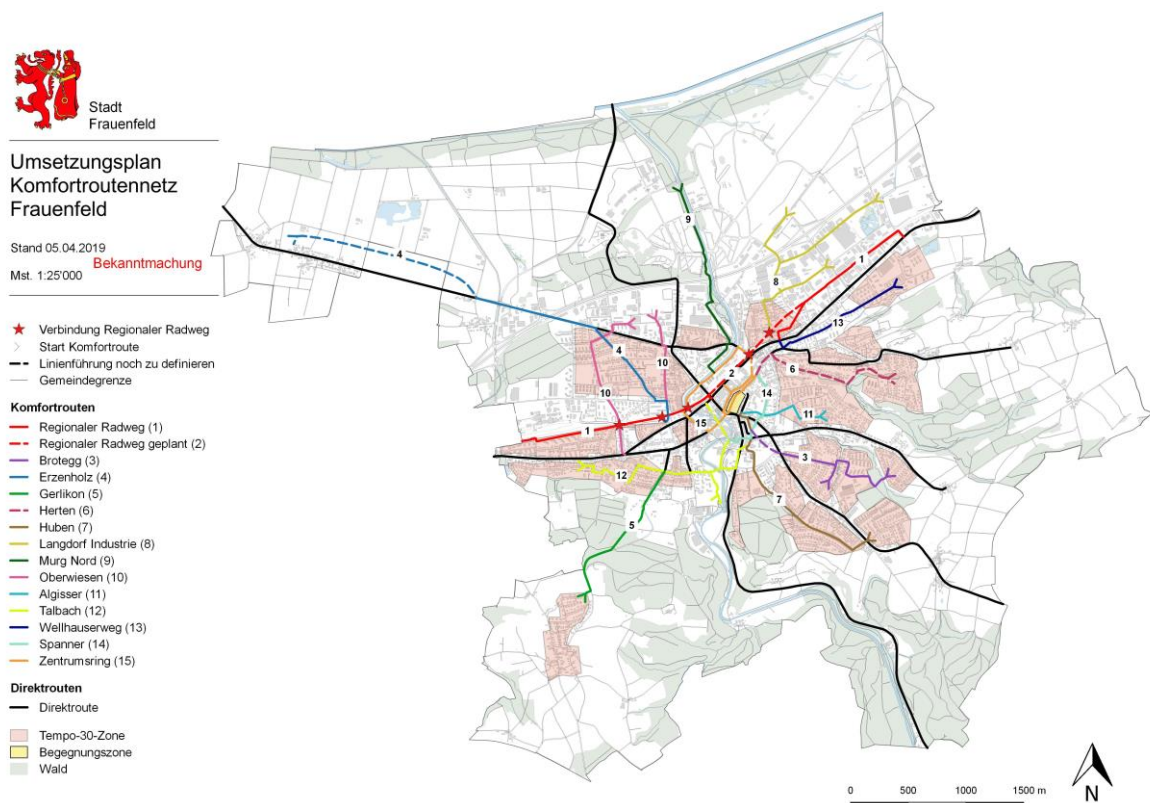 Stadt
Frauenfeld
Umsetzungsplan
Komfortroutennetz
Frauenfeld
Stand 05.04.2019
Bekanntmachung
Mst. 1:25'000
Verbindung Regionaler Radweg
Start Komfortroute
Linienführung noch zu definieren
Gemeindegrenze
Komfortrouten
Regionaler Radweg (1)
Regionaler Radweg geplant (2)
Brotegg (3)
Erzenholz (4)
Gerlikon (5)
Herten (6)
Huben (7)
Langdorf Industrie (8)
Murg Nord (9)
Oberwiesen (10)
Algisser (11)
Talbach (12)
Wellhauserweg (13)
Spanner (14)
Zentrumsring (15)
Direktrouten
Direktroute
Tempo-30-Zone
Begegnungszone
Wald
9
4
1
8
13
4
10
2
6
10
14
11
1
15
3
12
7
5
0 500 1000 1500 m
N